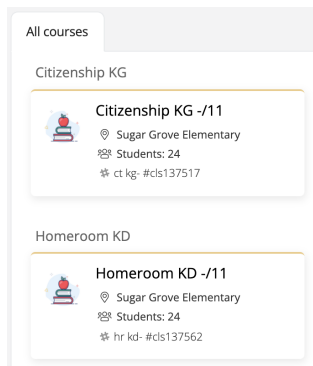 All courses
Citizenship KG
Citizenship KG -/11
Sugar Grove Elementary
Students: 24
ct kg- #cls137517
Homeroom KD
Homeroom KD -/11
Sugar Grove Elementary
Students: 24
hr kd- #cls137562